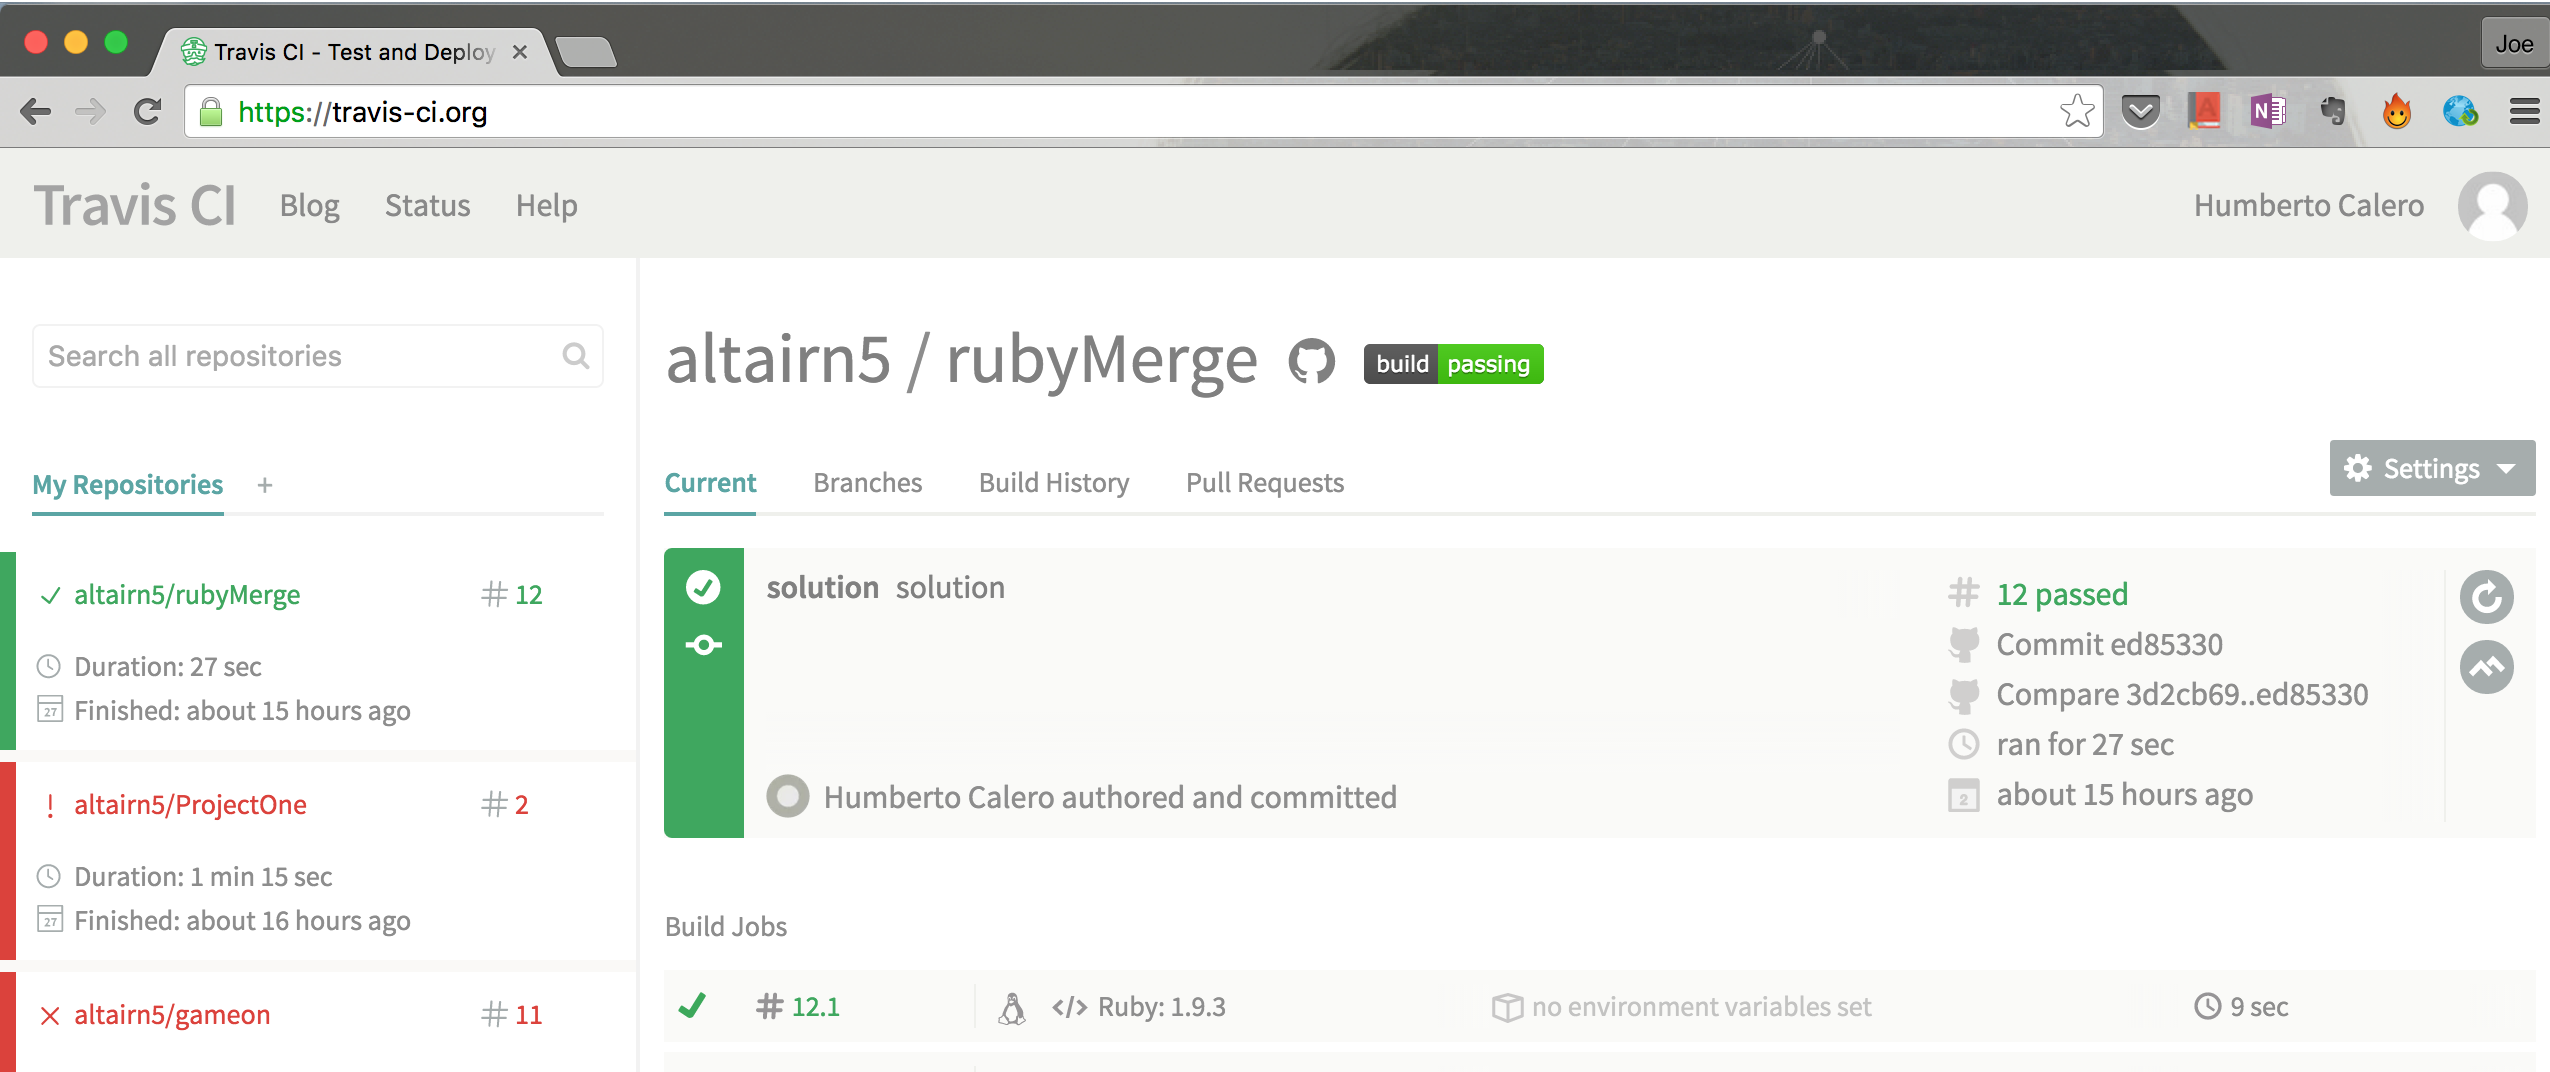 Travis CI - Test and Deploy
Joe
https://travis-ci.org
Travis CI Blog Status Help Humberto Calero
Search all repositories
My Repositories +
altairn5/rubyMerge # 12
Duration: 27 sec
27 Finished: about 15 hours ago
! altairn5/ProjectOne # 2
Duration: 1 min 15 sec
27 Finished: about 16 hours ago
altairn5/gameon # 11
altairn5 / rubyMerge build passing
Current Branches Build History Pull Requests Settings
solution solution
# 12 passed
Commit ed85330
Compare 3d2cb69..ed85330
ran for 27 sec
2 about 15 hours ago
Humberto Calero authored and committed
Build Jobs
# 12.1 </> Ruby: 1.9.3 no environment variables set 9 sec